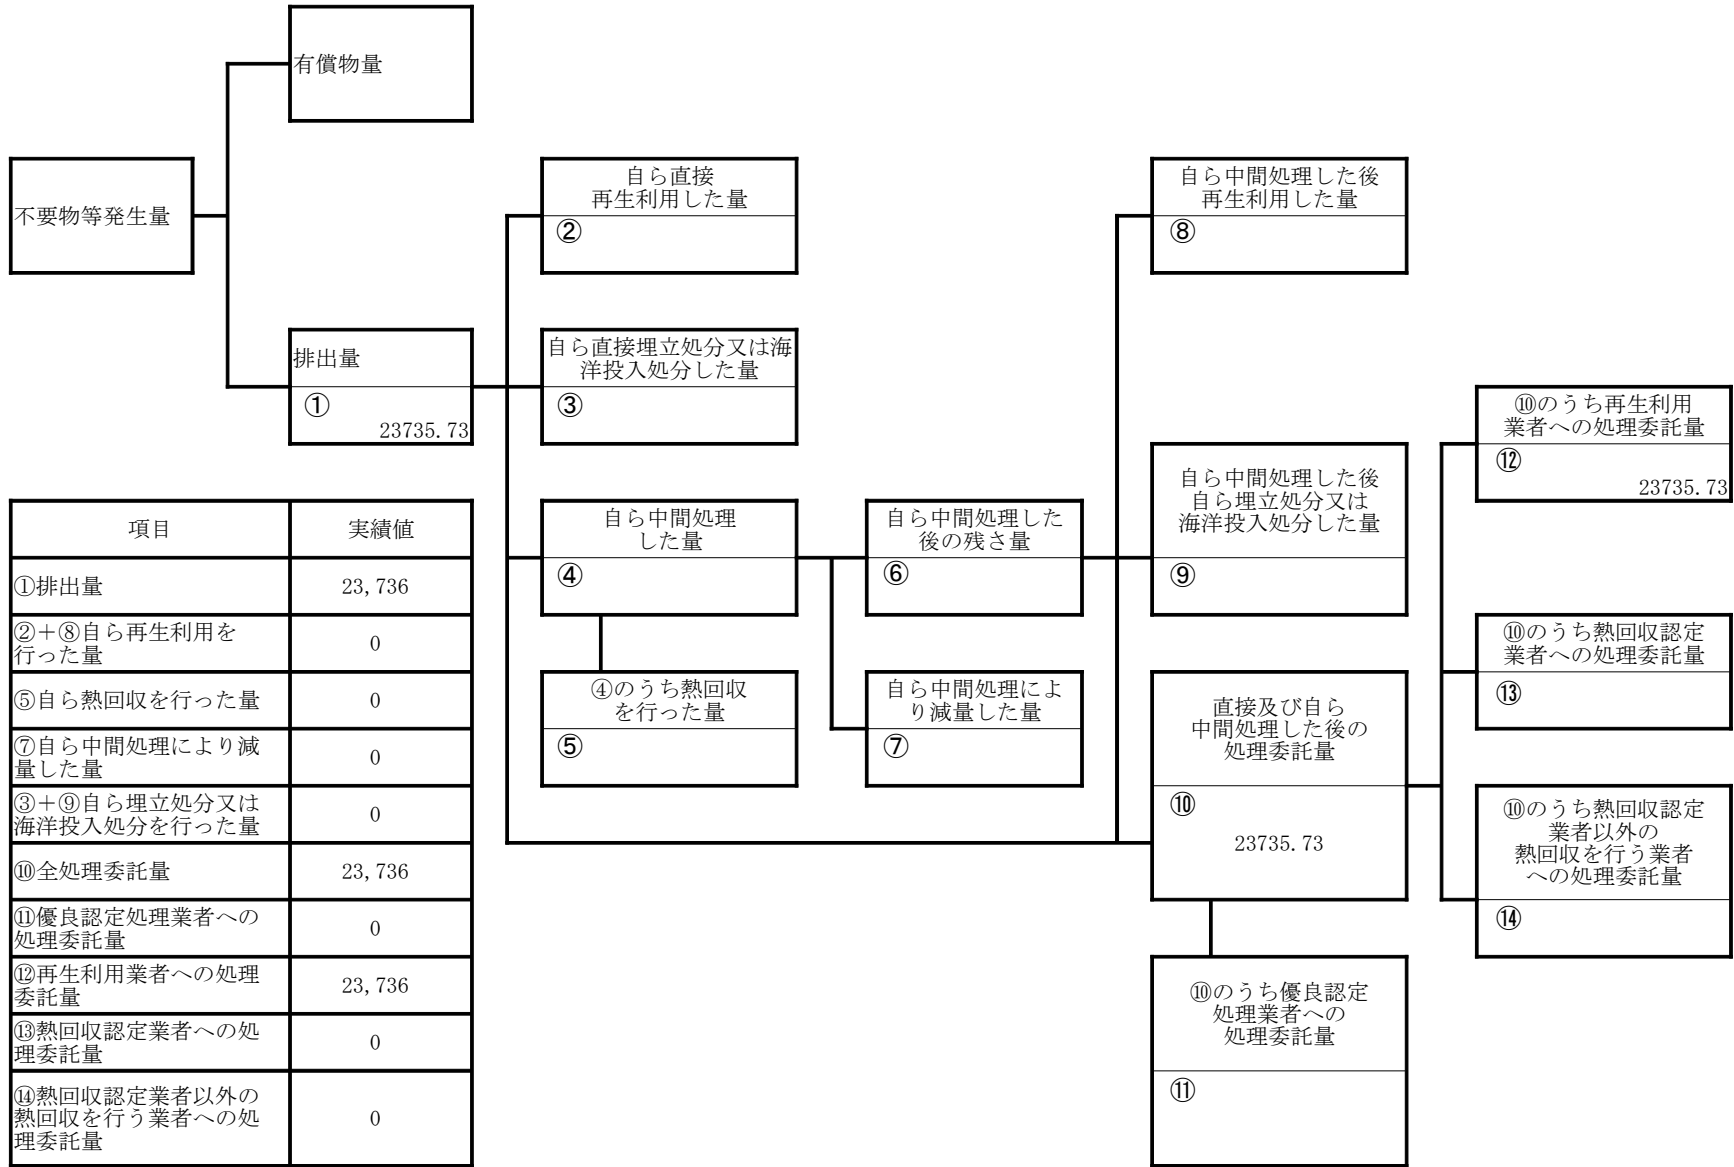 有償物量
不要物等発生量
排出量
①
23735.73
自ら直接
再生利用した量
②
自ら直接埋立処分又は海
洋投入処分した量
③
自ら中間処理
した量
④
④のうち熱回収
を行った量
⑤
自ら中間処理した
後の残さ量
⑥
自ら中間処理によ
り減量した量
⑦
自ら中間処理した後
再生利用した量
⑧
自ら中間処理した後
自ら埋立処分又は
海洋投入処分した量
⑨
直接及び自ら
中間処理した後の
処理委託量
⑩
23735.73
⑩のうち優良認定
処理業者への
処理委託量
⑪
⑩のうち再生利用
業者への処理委託量
⑫
23735.73
⑩のうち熱回収認定
業者への処理委託量
⑬
⑩のうち熱回収認定
業者以外の
熱回収を行う業者
への処理委託量
⑭
項目 実績値
①排出量 23,736
②+⑧自ら再生利用を
行った量 0
⑤自ら熱回収を行った量 0
⑦自ら中間処理により減
量した量 0
③+⑨自ら埋立処分又は
海洋投入処分を行った量 0
⑩全処理委託量 23,736
⑪優良認定処理業者への
処理委託量 0
⑫再生利用業者への処理
委託量 23,736
⑬熱回収認定業者への処
理委託量 0
⑭熱回収認定業者以外の
熱回収を行う業者への処
理委託量 0